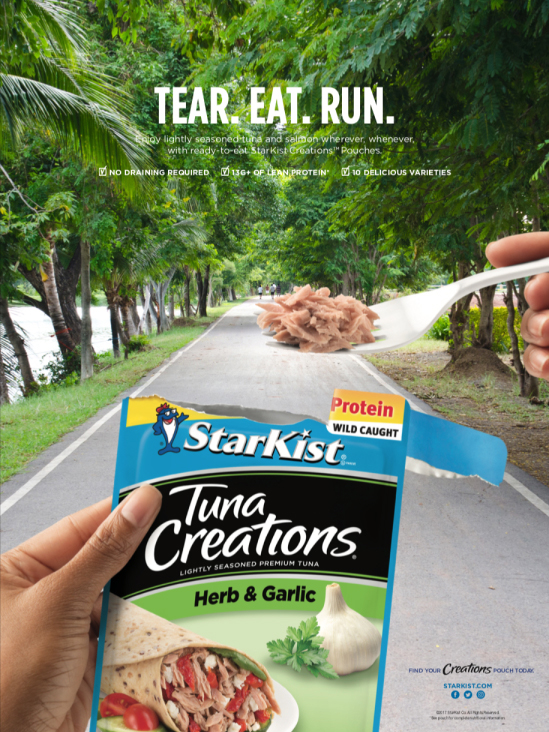 TEAR. EAT. RUN.
Enjoy lightly seasoned tuna and salmon wherever, whenever,
with ready-to-eat StarKist Creations™ Pouches.
☑ NO DRAINING REQUIRED ☑ 13G+ OF LEAN PROTEIN* ☑ 10 DELICIOUS VARIETIES
Protein
WILD CAUGHT
StarKist
Tuna
Creations®
LIGHTLY SEASONED PREMIUM TUNA
Herb & Garlic
FIND YOUR Creations POUCH TODAY
STARKIST.COM